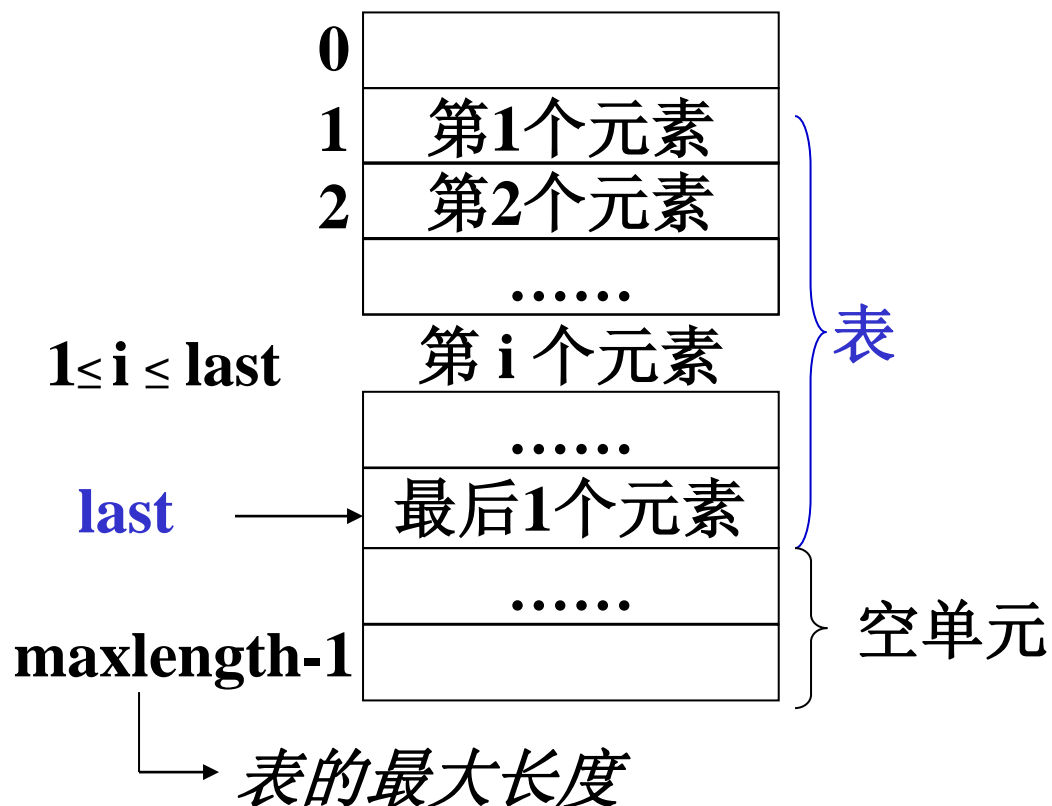 0
1 第1个元素
2 第2个元素
……
表
1≤ i ≤ last 第 i 个元素
……
last 最后1个元素
……
空单元
maxlength-1
表的最大长度